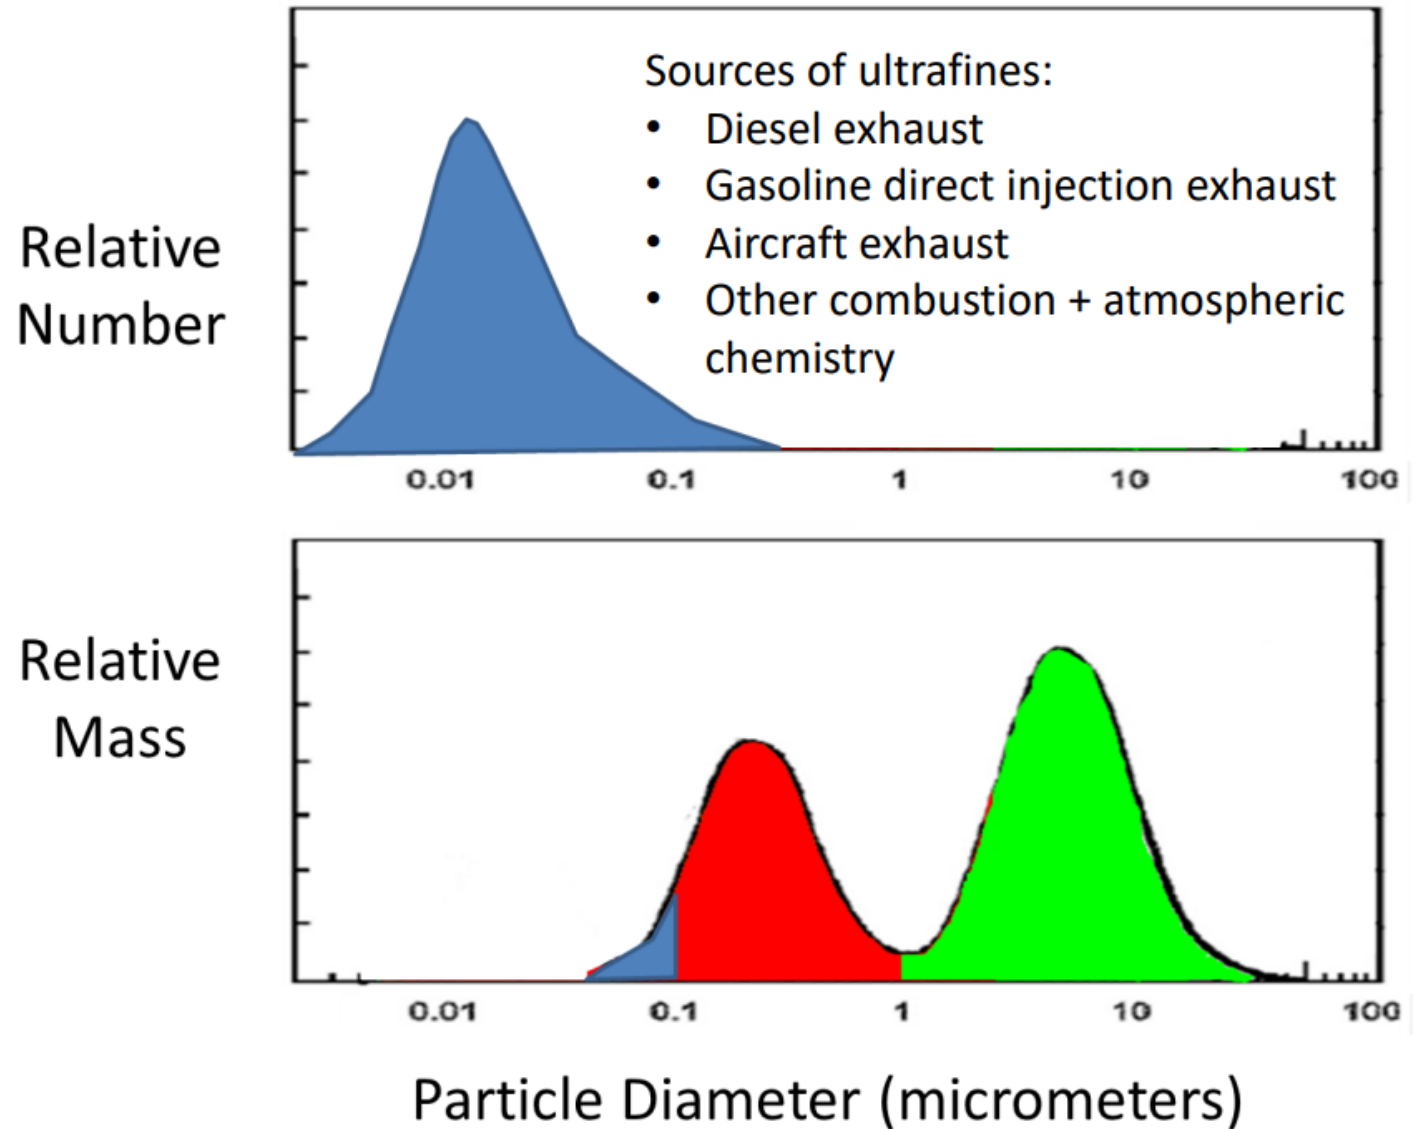 Sources of ultrafines:
• Diesel exhaust
• Gasoline direct injection exhaust
• Aircraft exhaust
• Other combustion + atmospheric
chemistry
Relative
Number
0.01 0.1 1 10 100
Relative
Mass
0.01 0.1 1 10 100
Particle Diameter (micrometers)